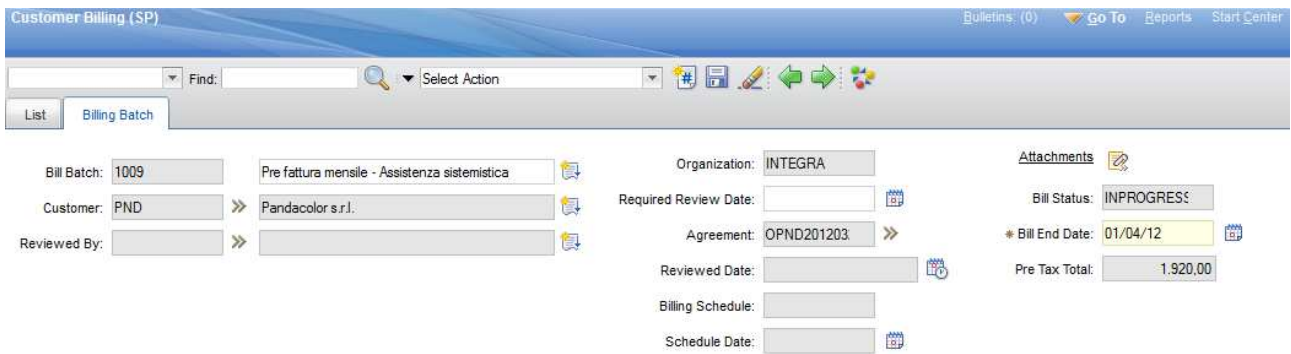 Customer Billing (SP)
Bulletins: (0) Go To Reports Start Center
Find: Select Action
List Billing Batch
Bill Batch: 1009 Pre fattura mensile - Assistenza sistemistica
Customer: PND Pandacolor s.r.l.
Reviewed By:
Organization: INTEGRA
Required Review Date:
Agreement: OPND201203
Reviewed Date:
Billing Schedule:
Schedule Date:
Attachments
Bill Status: INPROGRESS
* Bill End Date: 01/04/12
Pre Tax Total: 1.920,00